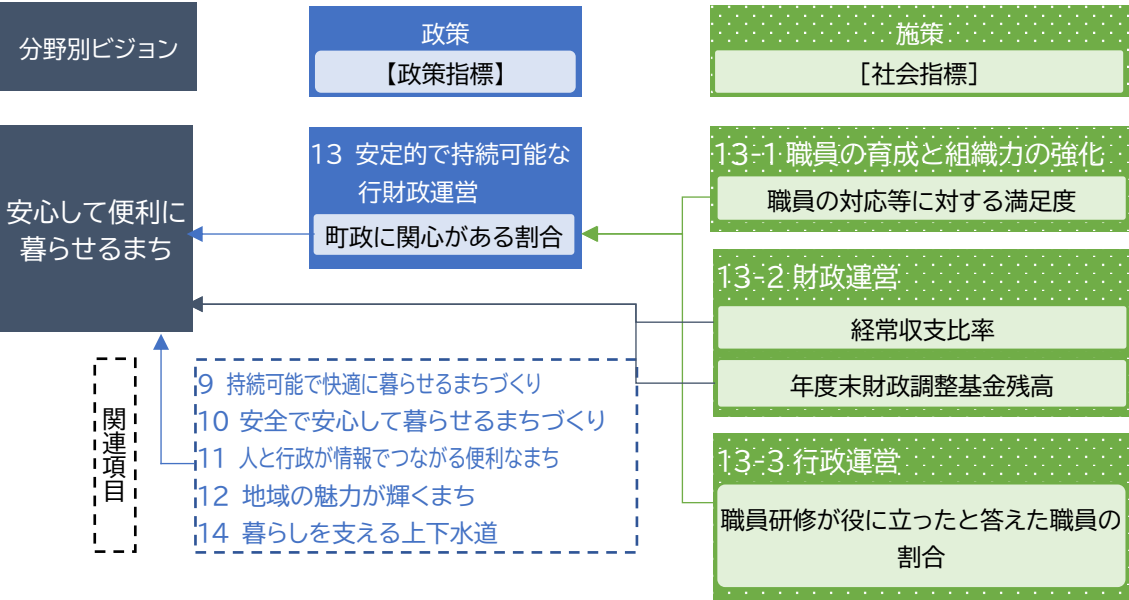 分野別ビジョン
政策
【政策指標】
施策
[社会指標]
安心して便利に
暮らせるまち
13 安定的で持続可能な
行財政運営
町政に関心がある割合
13-1 職員の育成と組織力の強化
職員の対応等に対する満足度
13-2 財政運営
経常収支比率
年度末財政調整基金残高
13-3 行政運営
職員研修が役に立ったと答えた職員の
割合
関連項目
9 持続可能で快適に暮らせるまちづくり
10 安全で安心して暮らせるまちづくり
11 人と行政が情報でつながる便利なまち
12 地域の魅力が輝くまち
14 暮らしを支える上下水道